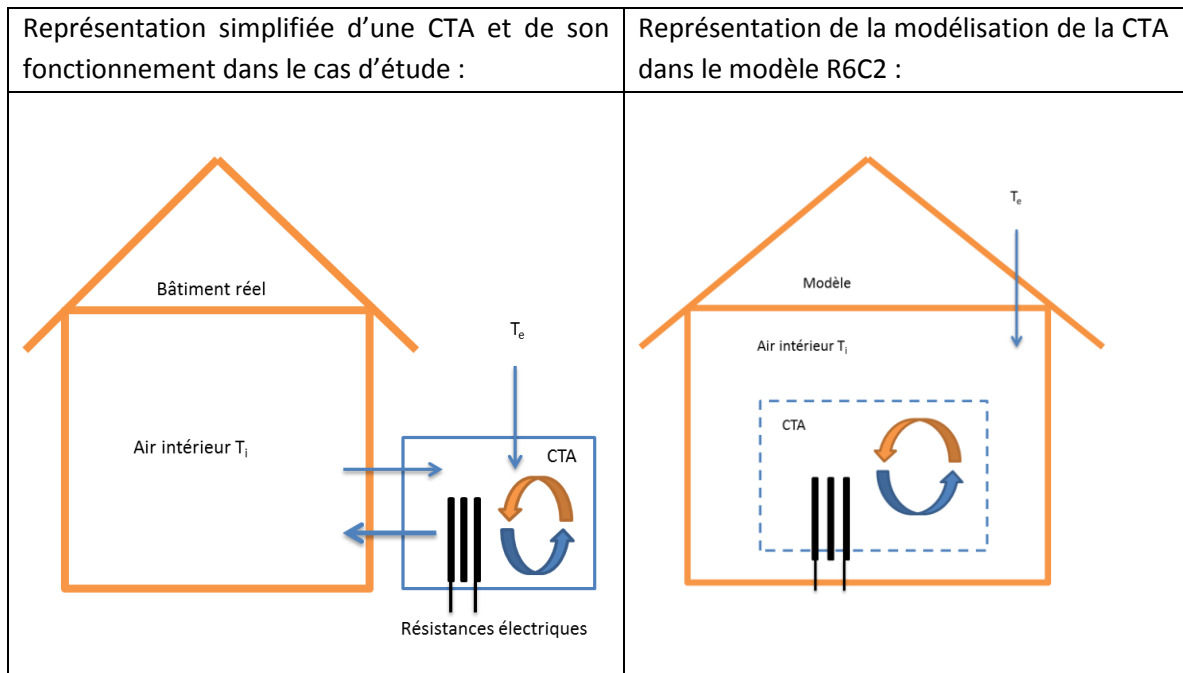 Représentation simplifiée d'une CTA et de son
fonctionnement dans le cas d'étude :
Représentation de la modélisation de la CTA
dans le modèle R6C2 :
Bâtiment réel
Te
Air intérieur Ti
CTA
Résistances électriques
Te
Modèle
Air intérieur Ti
CTA